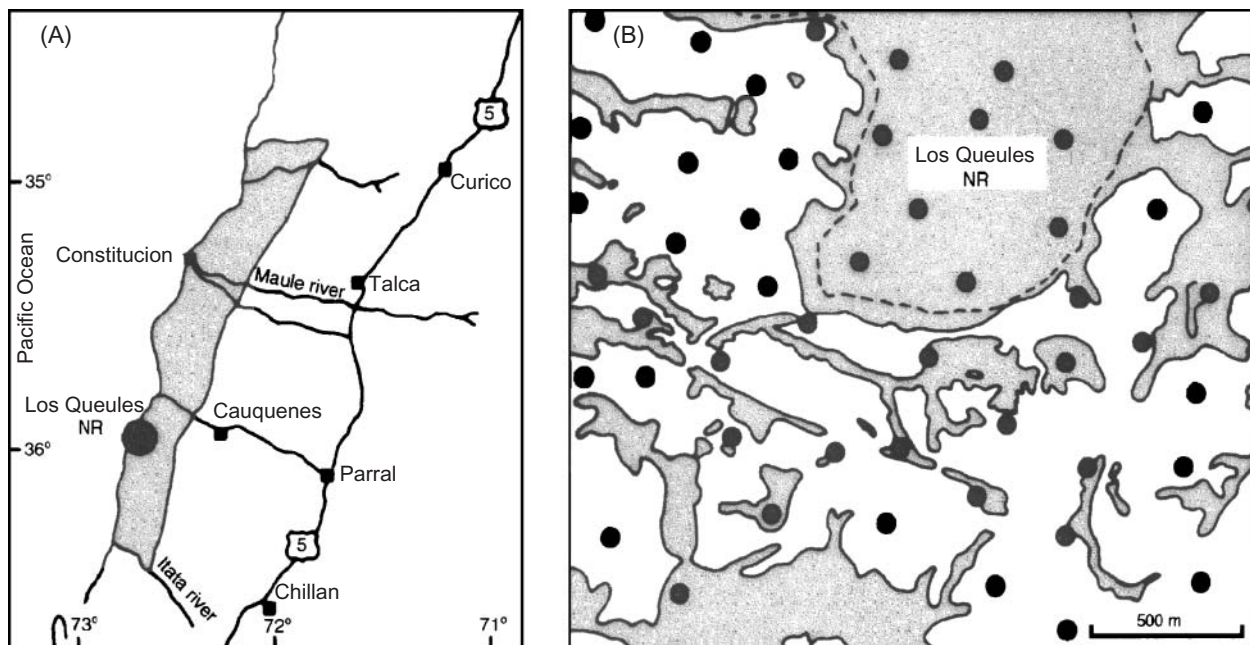 (A)
5
35°
Curico
Constitucion
Maule river
Talca
Pacific Ocean
Los Queules
NR
Cauquenes
36°
Parral
5
Itata river
Chillan
73°
72°
71°
(B)
Los Queules
NR
500 m